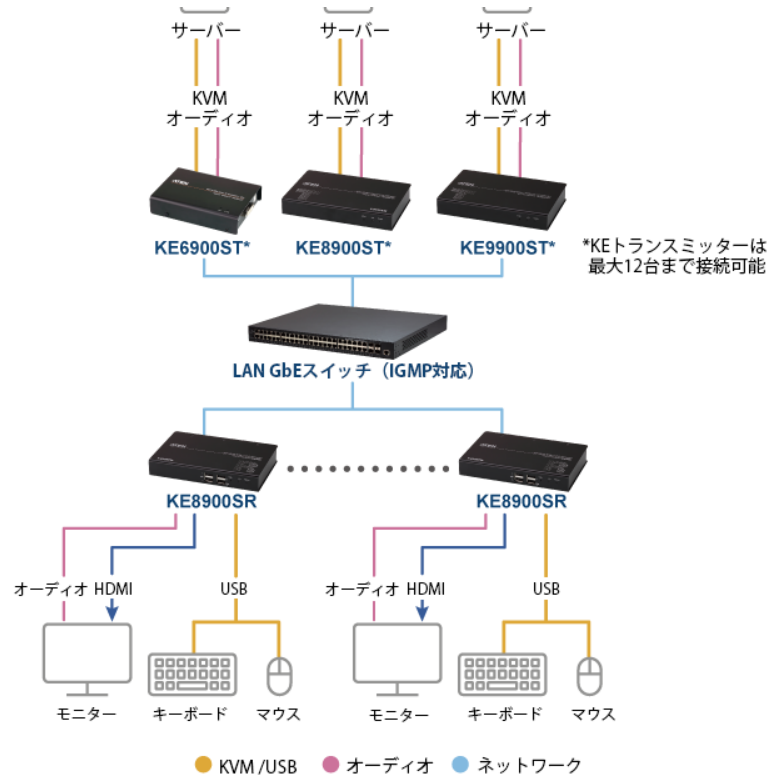 サーバー サーバー サーバー
KVM KVM KVM
オーディオ オーディオ オーディオ
KE6900ST* KE8900ST* KE9900ST*
*KEトランスミッターは
最大12台まで接続可能
LAN GbEスイッチ（IGMP対応）
KE8900SR KE8900SR
オーディオ HDMI USB オーディオ HDMI USB
モニター キーボード マウス モニター キーボード マウス
KVM /USB オーディオ ネットワーク